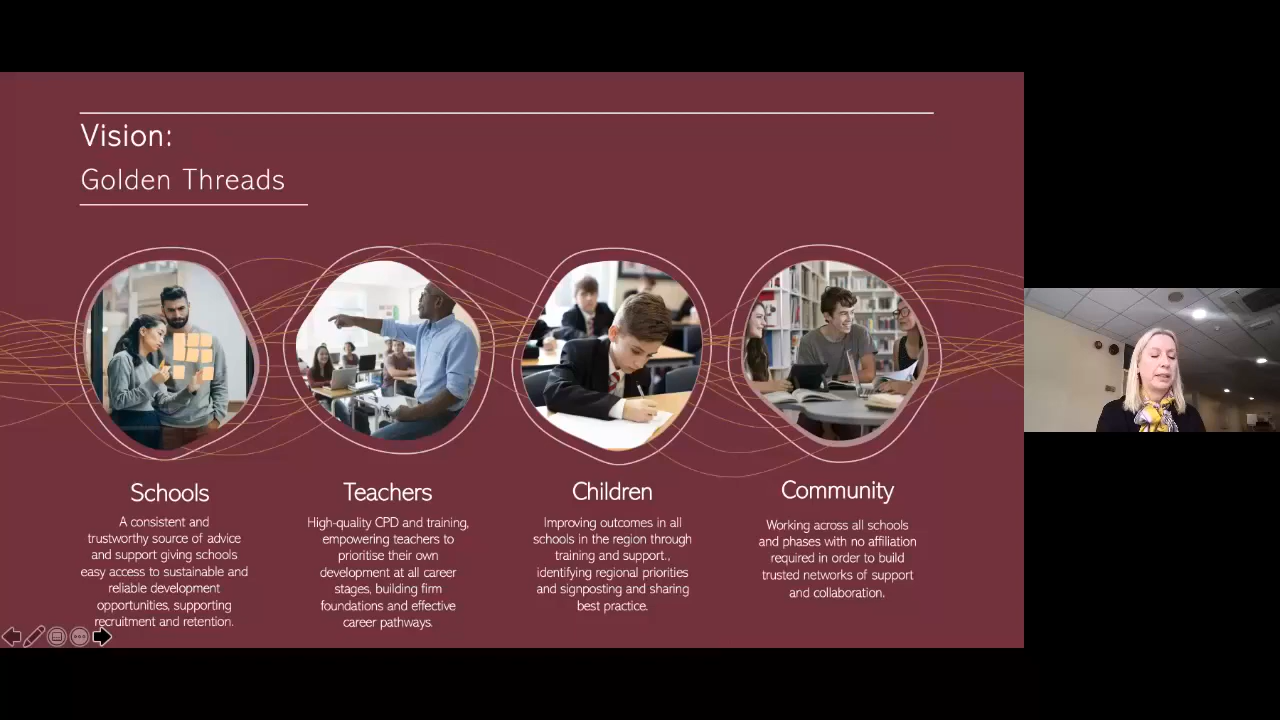 Vision:
Golden Threads
Schools
A consistent and
trustworthy source of advice
and support giving schools
easy access to sustainable and
reliable development
opportunities, supporting
recruitment and retention.
Teachers
High-quality CPD and training,
empowering teachers to
prioritise their own
development at all career
stages, building firm
foundations and effective
career pathways.
Children
Improving outcomes in all
schools in the region through
training and support.,
identifying regional priorities
and signposting and sharing
best practice.
Community
Working across all schools
and phases with no affiliation
required in order to build
trusted networks of support
and collaboration.